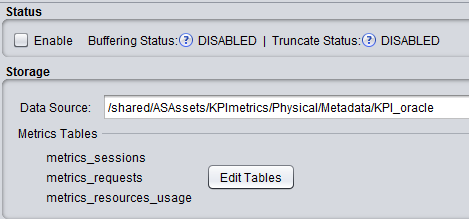 Status
Enable Buffering Status: ? DISABLED | Truncate Status: ? DISABLED
Storage
Data Source: /shared/ASAssets/KPImetrics/Physical/Metadata/KPI_oracle
Metrics Tables
metrics_sessions
metrics_requests Edit Tables
metrics_resources_usage